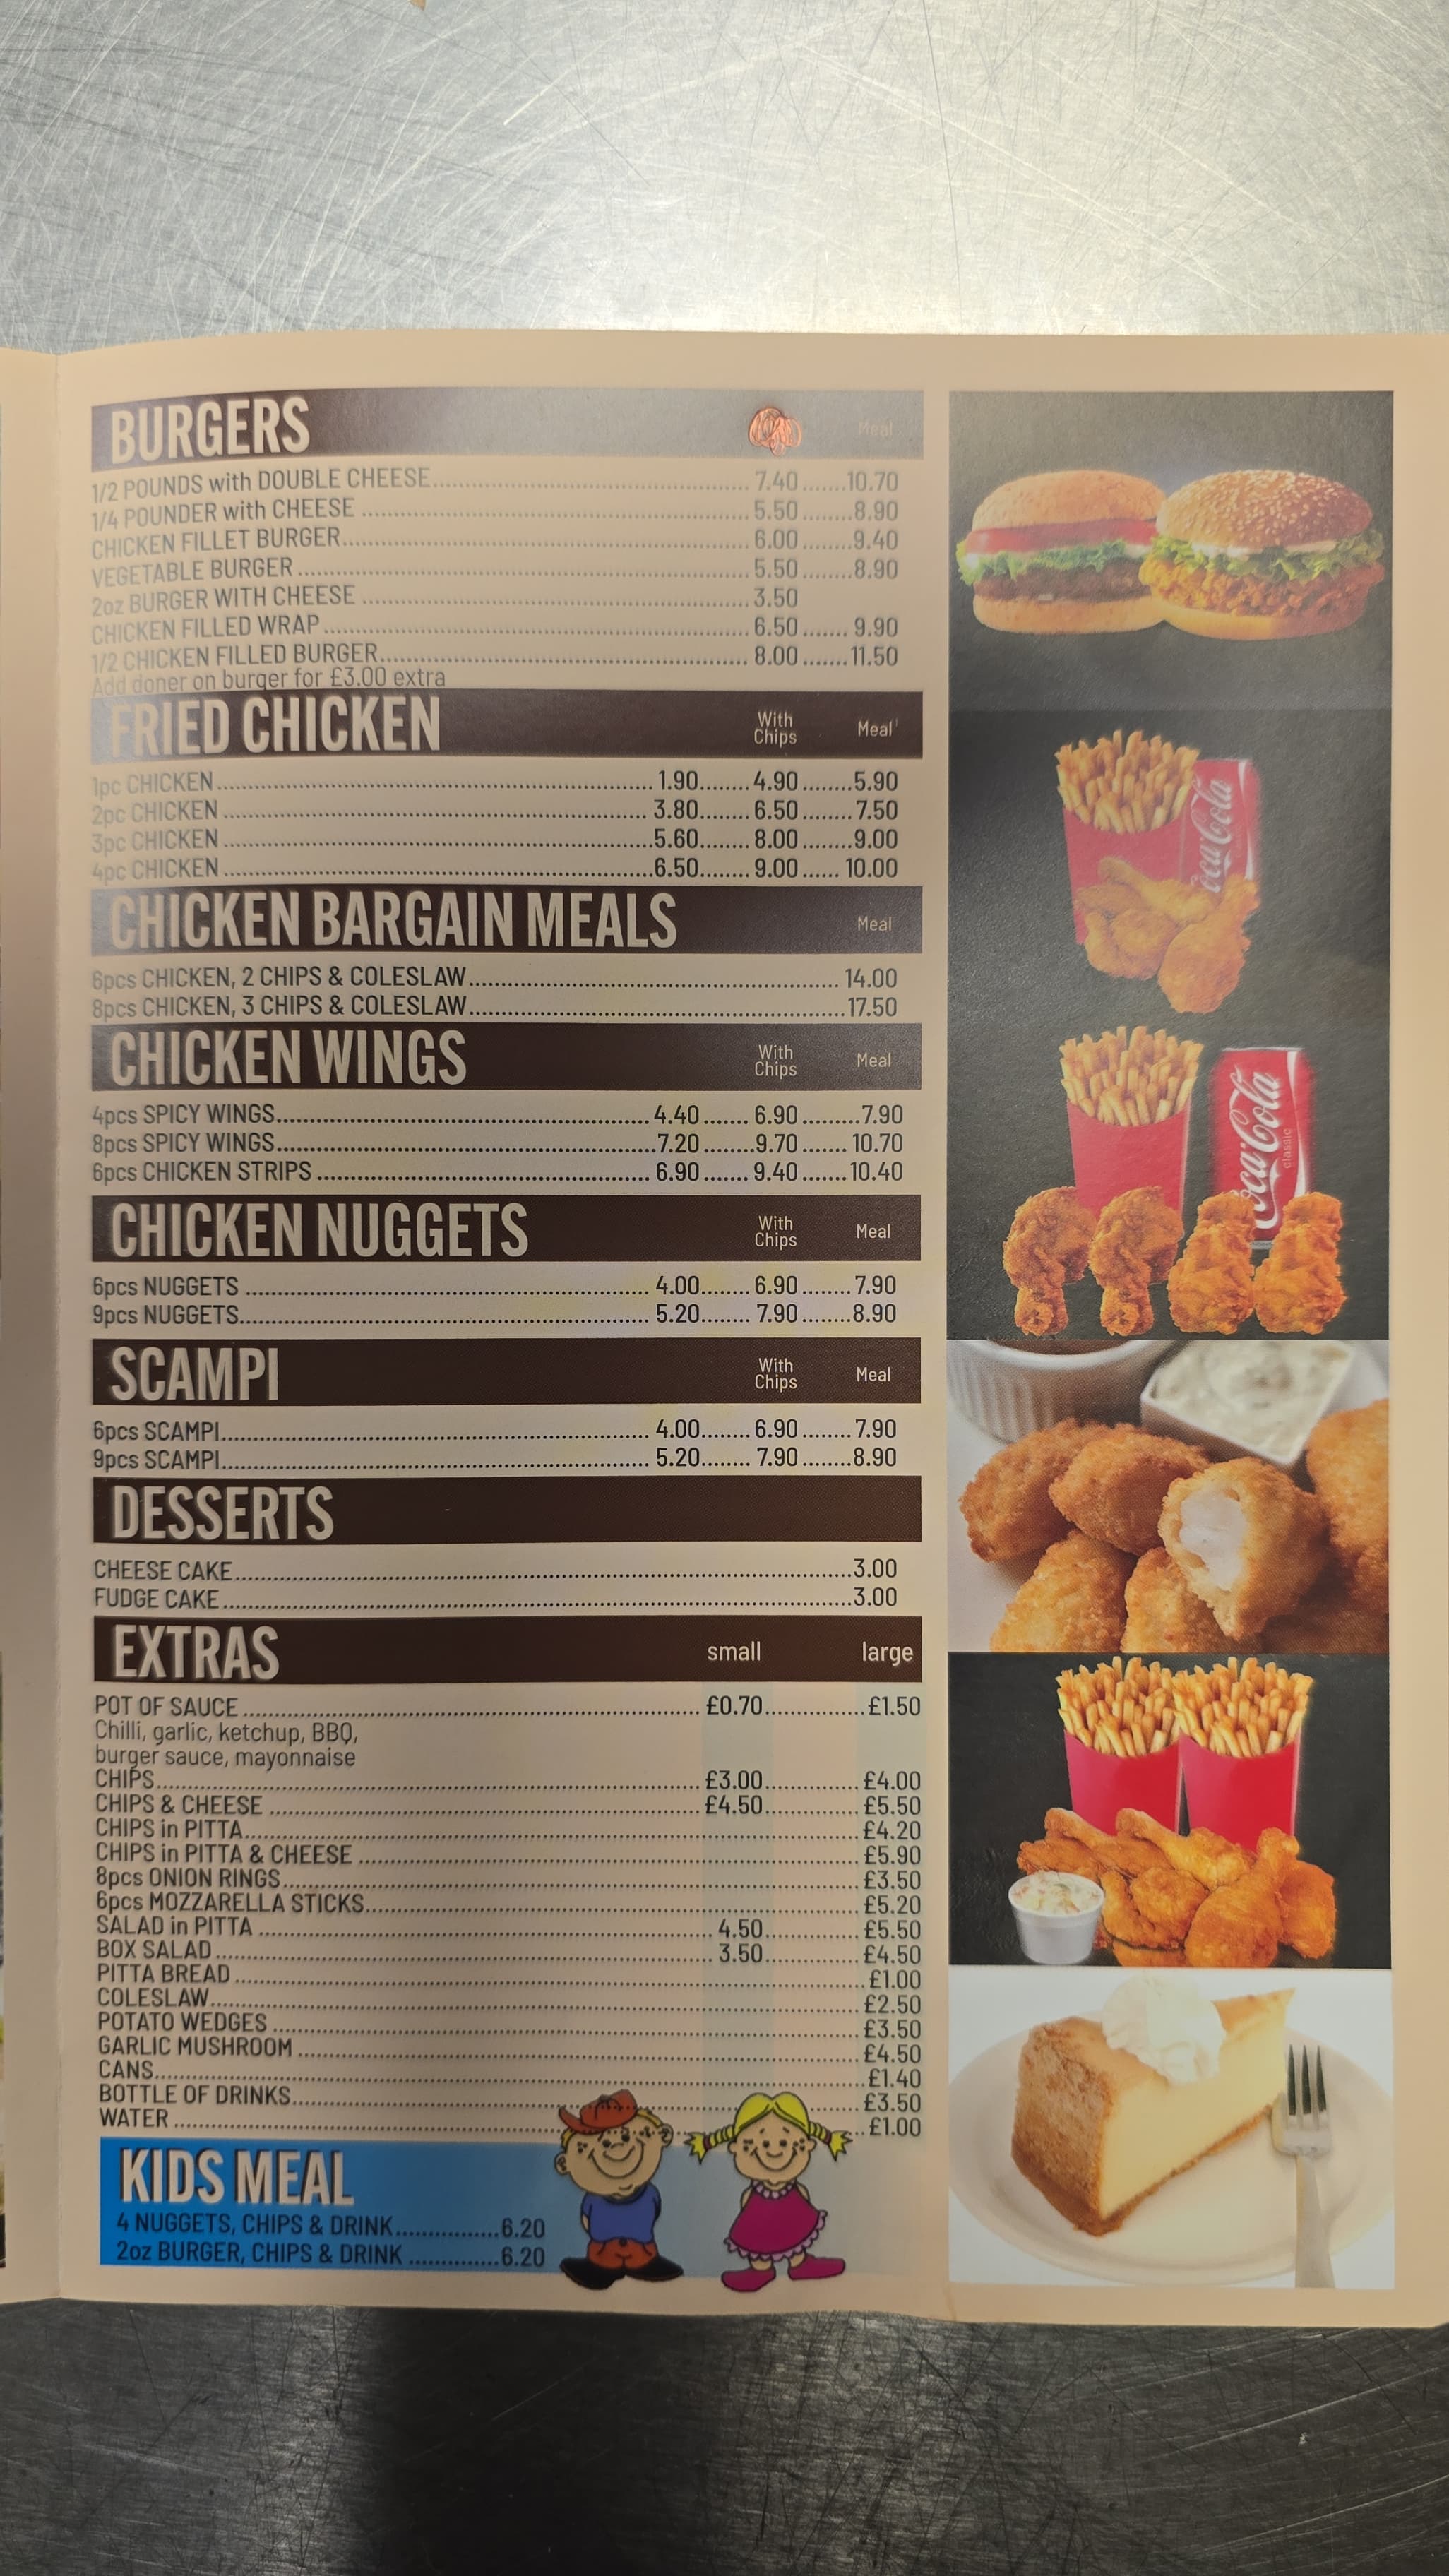 BURGERS Meal
1/2 POUNDS with DOUBLE CHEESE 7.40 10.70
1/4 POUNDER with CHEESE 5.50 8.90
CHICKEN FILLET BURGER 6.00 9.40
VEGETABLE BURGER 5.50 8.90
2oz BURGER WITH CHEESE 3.50
CHICKEN FILLED WRAP 6.50 9.90
1/2 CHICKEN FILLED BURGER 8.00 11.50
Add doner on burger for £3.00 extra
FRIED CHICKEN With Chips Meal
1pc CHICKEN 1.90 4.90 5.90
2pc CHICKEN 3.80 6.50 7.50
3pc CHICKEN 5.60 8.00 9.00
4pc CHICKEN 6.50 9.00 10.00
CHICKEN BARGAIN MEALS Meal
6pcs CHICKEN, 2 CHIPS & COLESLAW 14.00
8pcs CHICKEN, 3 CHIPS & COLESLAW 17.50
CHICKEN WINGS With Chips Meal
4pcs SPICY WINGS 4.40 6.90 7.90
8pcs SPICY WINGS 7.20 9.70 10.70
6pcs CHICKEN STRIPS 6.90 9.40 10.40
CHICKEN NUGGETS With Chips Meal
6pcs NUGGETS 4.00 6.90 7.90
9pcs NUGGETS 5.20 7.90 8.90
SCAMPI With Chips Meal
6pcs SCAMPI 4.00 6.90 7.90
9pcs SCAMPI 5.20 7.90 8.90
DESSERTS
CHEESE CAKE 3.00
FUDGE CAKE 3.00
EXTRAS small large
POT OF SAUCE £0.70 £1.50
Chilli, garlic, ketchup, BBQ,
burger sauce, mayonnaise
CHIPS £3.00 £4.00
CHIPS & CHEESE £4.50 £5.50
CHIPS in PITTA £4.20
CHIPS in PITTA & CHEESE £5.90
8pcs ONION RINGS £3.50
6pcs MOZZARELLA STICKS £5.20
SALAD in PITTA 4.50 £5.50
BOX SALAD 3.50 £4.50
PITTA BREAD £1.00
COLESLAW £2.50
POTATO WEDGES £3.50
GARLIC MUSHROOM £4.50
CANS £1.40
BOTTLE OF DRINKS £3.50
WATER £1.00
KIDS MEAL
4 NUGGETS, CHIPS & DRINK 6.20
2oz BURGER, CHIPS & DRINK 6.20
Coca-Cola
Coca-Cola
classic